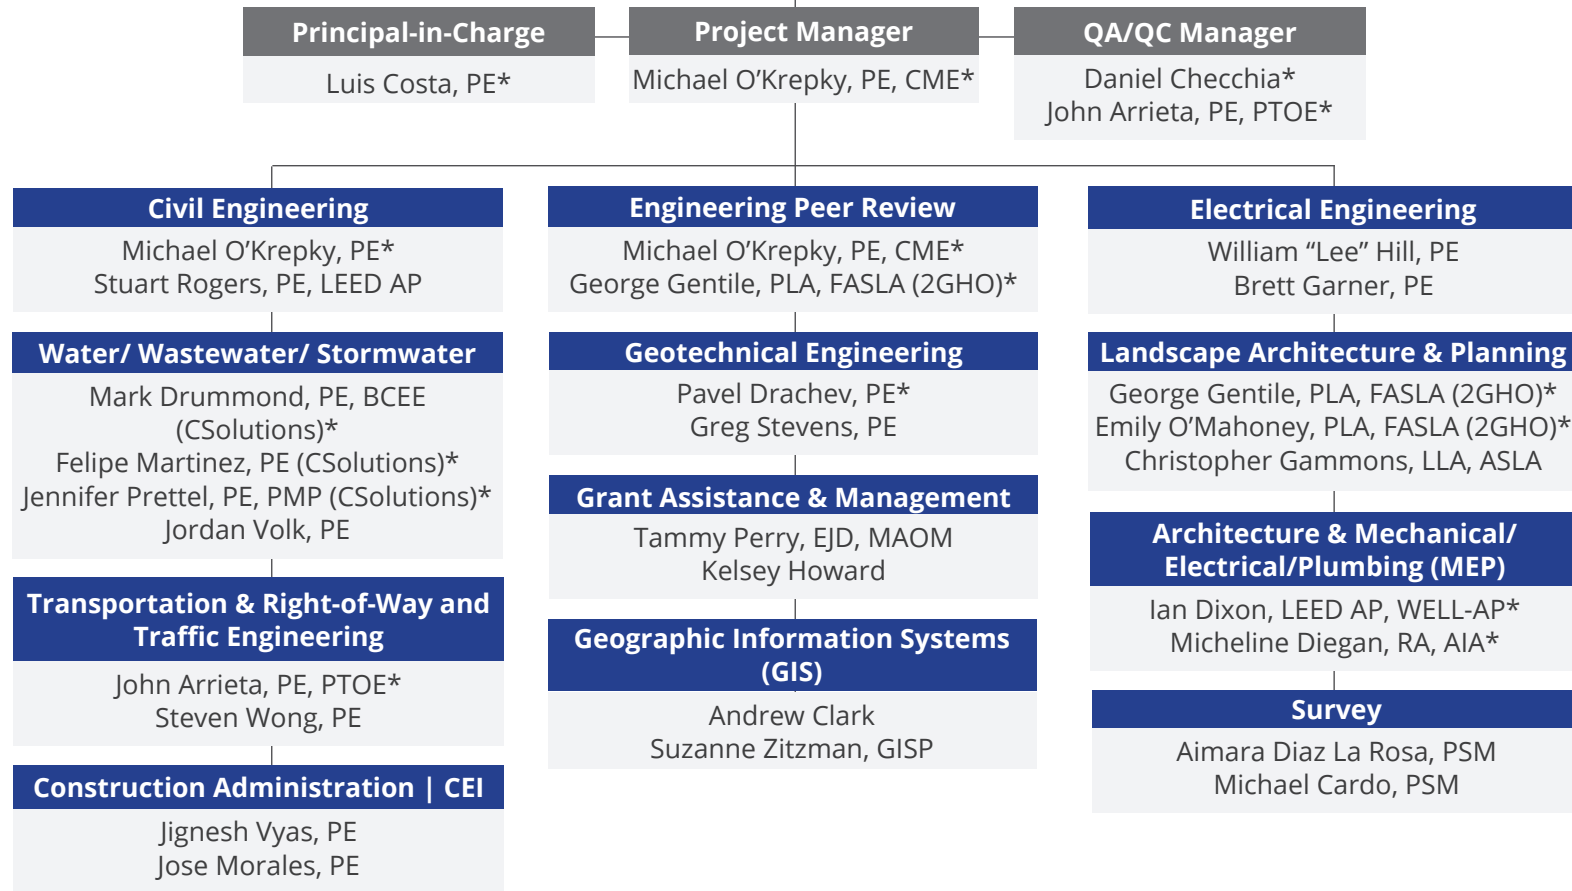 Principal-in-Charge
Luis Costa, PE*
Project Manager
Michael O’Krepky, PE, CME*
QA/QC Manager
Daniel Checchia*
John Arrieta, PE, PTOE*
Civil Engineering
Michael O’Krepky, PE*
Stuart Rogers, PE, LEED AP
Water/ Wastewater/ Stormwater
Mark Drummond, PE, BCEE
(CSolutions)*
Felipe Martinez, PE (CSolutions)*
Jennifer Prettel, PE, PMP (CSolutions)*
Jordan Volk, PE
Transportation & Right-of-Way and
Traffic Engineering
John Arrieta, PE, PTOE*
Steven Wong, PE
Construction Administration | CEI
Jignesh Vyas, PE
Jose Morales, PE
Engineering Peer Review
Michael O’Krepky, PE, CME*
George Gentile, PLA, FASLA (2GHO)*
Geotechnical Engineering
Pavel Drachev, PE*
Greg Stevens, PE
Grant Assistance & Management
Tammy Perry, EJD, MAOM
Kelsey Howard
Geographic Information Systems
(GIS)
Andrew Clark
Suzanne Zitzman, GISP
Electrical Engineering
William “Lee” Hill, PE
Brett Garner, PE
Landscape Architecture & Planning
George Gentile, PLA, FASLA (2GHO)*
Emily O’Mahoney, PLA, FASLA (2GHO)*
Christopher Gammons, LLA, ASLA
Architecture & Mechanical/
Electrical/Plumbing (MEP)
Ian Dixon, LEED AP, WELL-AP*
Micheline Diegan, RA, AIA*
Survey
Aimara Diaz La Rosa, PSM
Michael Cardo, PSM